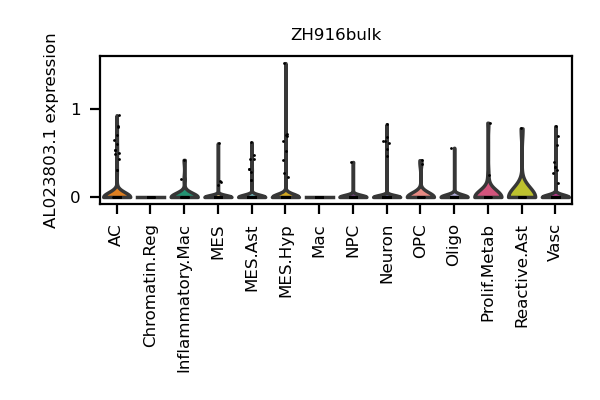 ZH916bulk
AL023803.1 expression
1
0
AC
Chromatin.Reg
Inflammatory.Mac
MES
MES.Ast
MES.Hyp
Mac
NPC
Neuron
OPC
Oligo
Prolif.Metab
Reactive.Ast
Vasc